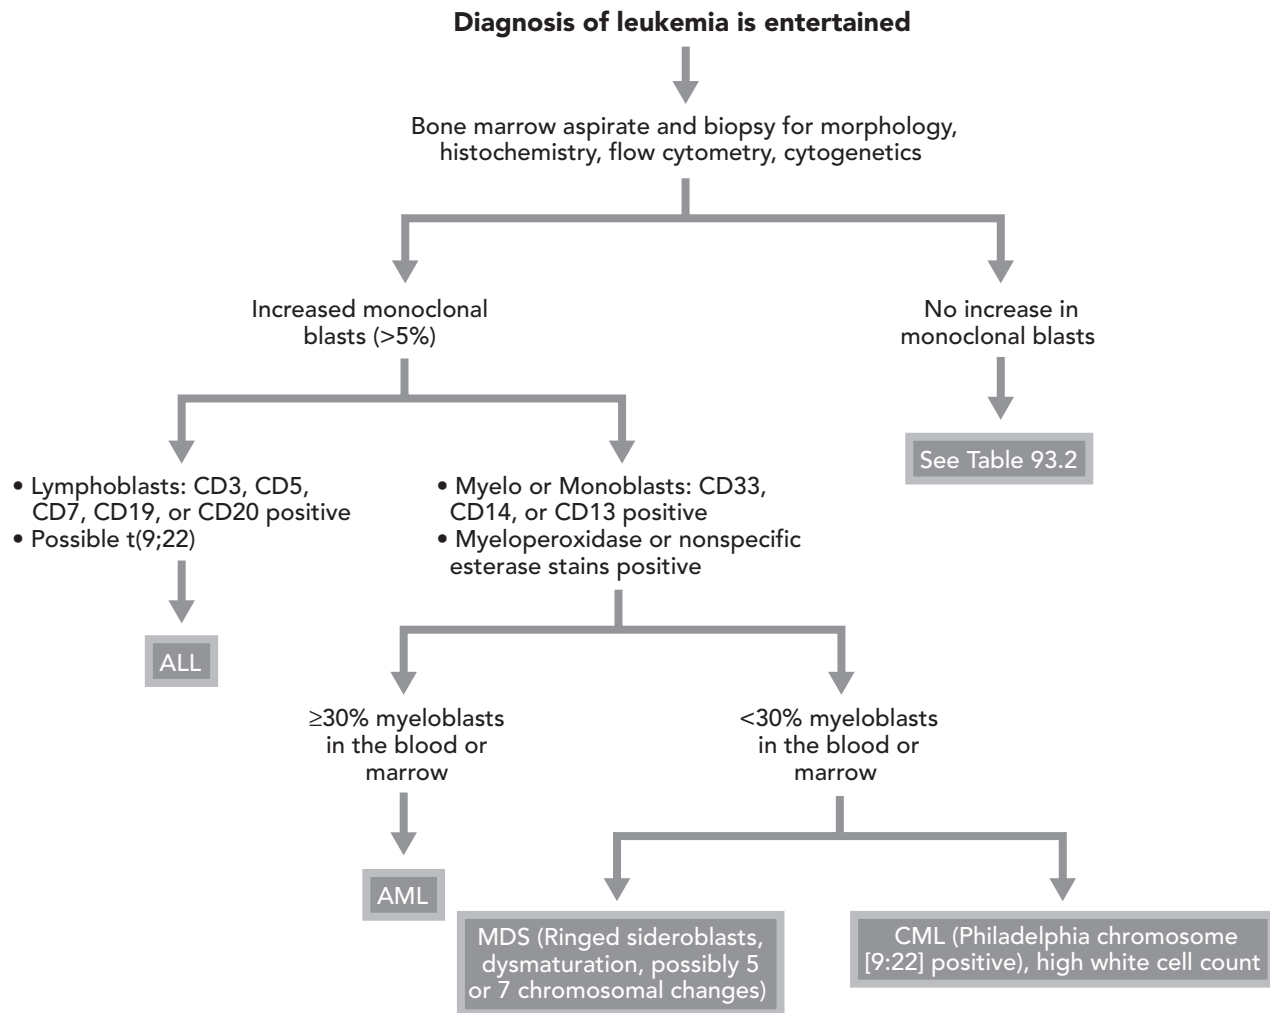 Diagnosis of leukemia is entertained
Bone marrow aspirate and biopsy for morphology,
histochemistry, flow cytometry, cytogenetics
Increased monoclonal
blasts (>5%)
No increase in
monoclonal blasts
See Table 93.2
• Lymphoblasts: CD3, CD5,
CD7, CD19, or CD20 positive
• Possible t(9;22)
• Myelo or Monoblasts: CD33,
CD14, or CD13 positive
• Myeloperoxidase or nonspecific
esterase stains positive
ALL
≥30% myeloblasts
in the blood or
marrow
<30% myeloblasts
in the blood or
marrow
AML
MDS (Ringed sideroblasts,
dysmaturation, possibly 5
or 7 chromosomal changes)
CML (Philadelphia chromosome
[9:22] positive), high white cell count